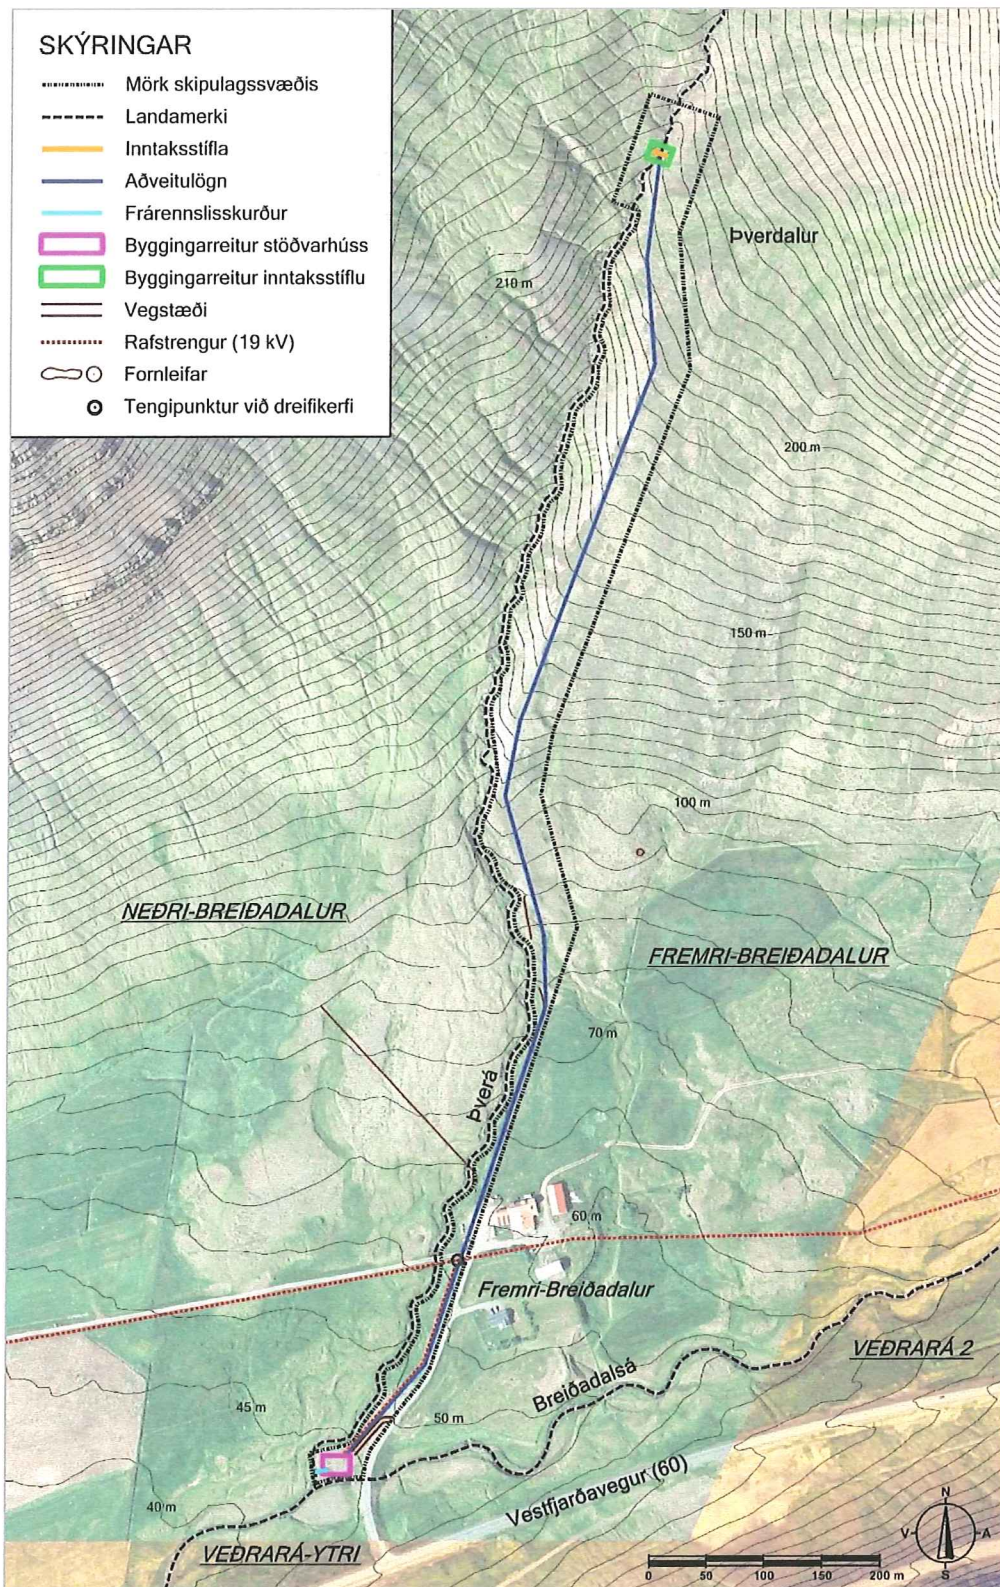 SKÝRINGAR
Mörk skipulagssvæðis
Landamerki
Inntaksstífla
Aðveitulögn
Frárennslisskurður
Byggingarreitur stöðvarhúss
Byggingarreitur inntaksstíflu
Vegstæði
Rafstrengur (19 kV)
Fornleifar
Tengipunktur við dreifikerfi
Þverdalur
210 m
200 m
150 m
100 m
NEÐRI-BREIÐADALUR
FREMRI-BREIÐADALUR
70 m
Þverá
60 m
Fremri-Breiðadalur
VEÐRARÁ 2
Breiðadalsá
45 m
50 m
Vestfjarðavegur (60)
40 m
VEÐRARÁ-YTRI
N
V
A
S
0 50 100 150 200 m